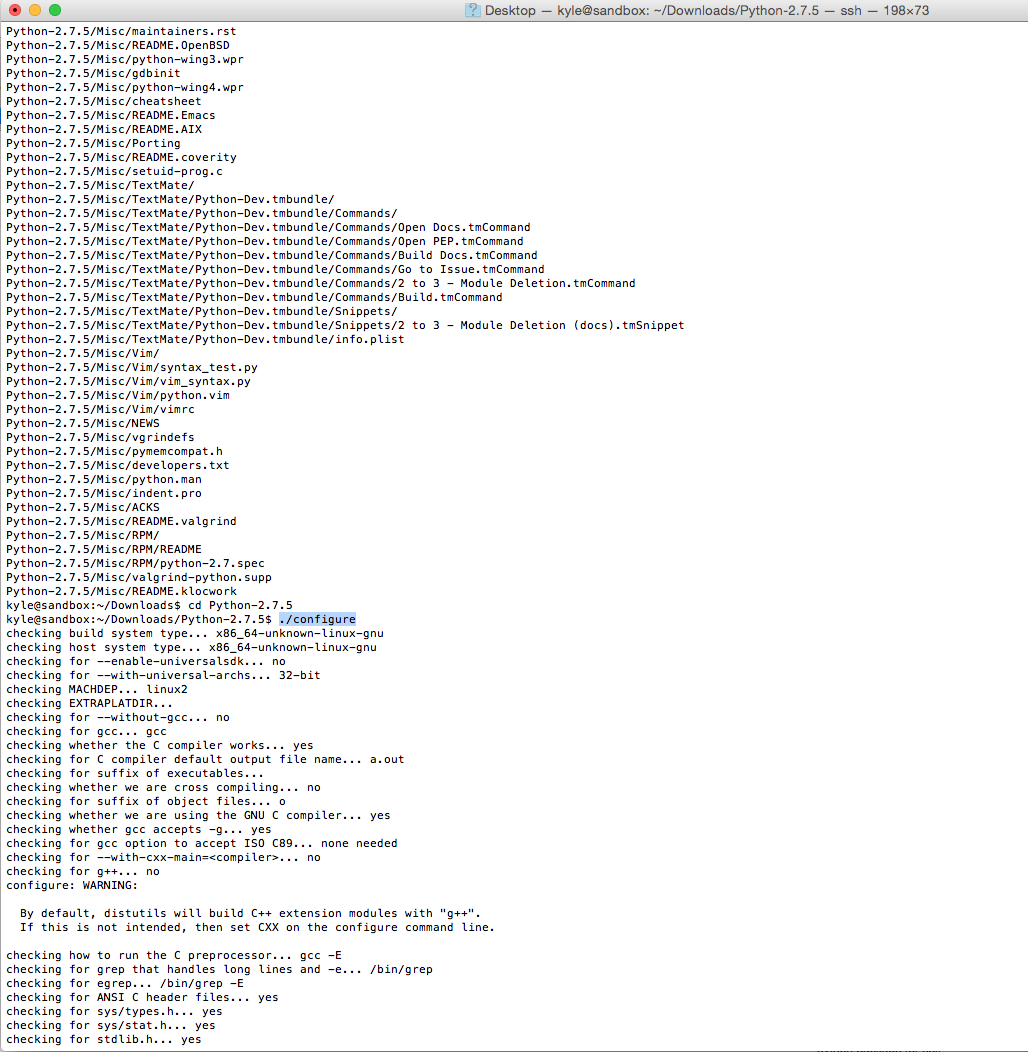 Desktop — kyle@sandbox: ~/Downloads/Python-2.7.5 — ssh — 198×73
Python-2.7.5/Misc/maintainers.rst
Python-2.7.5/Misc/README.OpenBSD
Python-2.7.5/Misc/python-wing3.wpr
Python-2.7.5/Misc/gdbinit
Python-2.7.5/Misc/python-wing4.wpr
Python-2.7.5/Misc/cheatsheet
Python-2.7.5/Misc/README.Emacs
Python-2.7.5/Misc/README.AIX
Python-2.7.5/Misc/Porting
Python-2.7.5/Misc/README.coverity
Python-2.7.5/Misc/setuid-prog.c
Python-2.7.5/Misc/TextMate/
Python-2.7.5/Misc/TextMate/Python-Dev.tmbundle/
Python-2.7.5/Misc/TextMate/Python-Dev.tmbundle/Commands/
Python-2.7.5/Misc/TextMate/Python-Dev.tmbundle/Commands/Open Docs.tmCommand
Python-2.7.5/Misc/TextMate/Python-Dev.tmbundle/Commands/Open PEP.tmCommand
Python-2.7.5/Misc/TextMate/Python-Dev.tmbundle/Commands/Build Docs.tmCommand
Python-2.7.5/Misc/TextMate/Python-Dev.tmbundle/Commands/Go to Issue.tmCommand
Python-2.7.5/Misc/TextMate/Python-Dev.tmbundle/Commands/2 to 3 - Module Deletion.tmCommand
Python-2.7.5/Misc/TextMate/Python-Dev.tmbundle/Commands/Build.tmCommand
Python-2.7.5/Misc/TextMate/Python-Dev.tmbundle/Snippets/
Python-2.7.5/Misc/TextMate/Python-Dev.tmbundle/Snippets/2 to 3 - Module Deletion (docs).tmSnippet
Python-2.7.5/Misc/TextMate/Python-Dev.tmbundle/info.plist
Python-2.7.5/Misc/Vim/
Python-2.7.5/Misc/Vim/syntax_test.py
Python-2.7.5/Misc/Vim/vim_syntax.py
Python-2.7.5/Misc/Vim/python.vim
Python-2.7.5/Misc/Vim/vimrc
Python-2.7.5/Misc/NEWS
Python-2.7.5/Misc/vgrindefs
Python-2.7.5/Misc/pymemcompat.h
Python-2.7.5/Misc/developers.txt
Python-2.7.5/Misc/python.man
Python-2.7.5/Misc/indent.pro
Python-2.7.5/Misc/ACKS
Python-2.7.5/Misc/README.valgrind
Python-2.7.5/Misc/RPM/
Python-2.7.5/Misc/RPM/README
Python-2.7.5/Misc/RPM/python-2.7.spec
Python-2.7.5/Misc/valgrind-python.supp
Python-2.7.5/Misc/README.klocwork
kyle@sandbox:~/Downloads$ cd Python-2.7.5
kyle@sandbox:~/Downloads/Python-2.7.5$ ./configure
checking build system type... x86_64-unknown-linux-gnu
checking host system type... x86_64-unknown-linux-gnu
checking for --enable-universalsdk... no
checking for --with-universal-archs... 32-bit
checking MACHDEP... linux2
checking EXTRAPLATDIR...
checking for --without-gcc... no
checking for gcc... gcc
checking whether the C compiler works... yes
checking for C compiler default output file name... a.out
checking for suffix of executables...
checking whether we are cross compiling... no
checking for suffix of object files... o
checking whether we are using the GNU C compiler... yes
checking whether gcc accepts -g... yes
checking for gcc option to accept ISO C89... none needed
checking for --with-cxx-main=<compiler>... no
checking for g++... no
configure: WARNING:
By default, distutils will build C++ extension modules with "g++".
If this is not intended, then set CXX on the configure command line.
checking how to run the C preprocessor... gcc -E
checking for grep that handles long lines and -e... /bin/grep
checking for egrep... /bin/grep -E
checking for ANSI C header files... yes
checking for sys/types.h... yes
checking for sys/stat.h... yes
checking for stdlib.h... yes